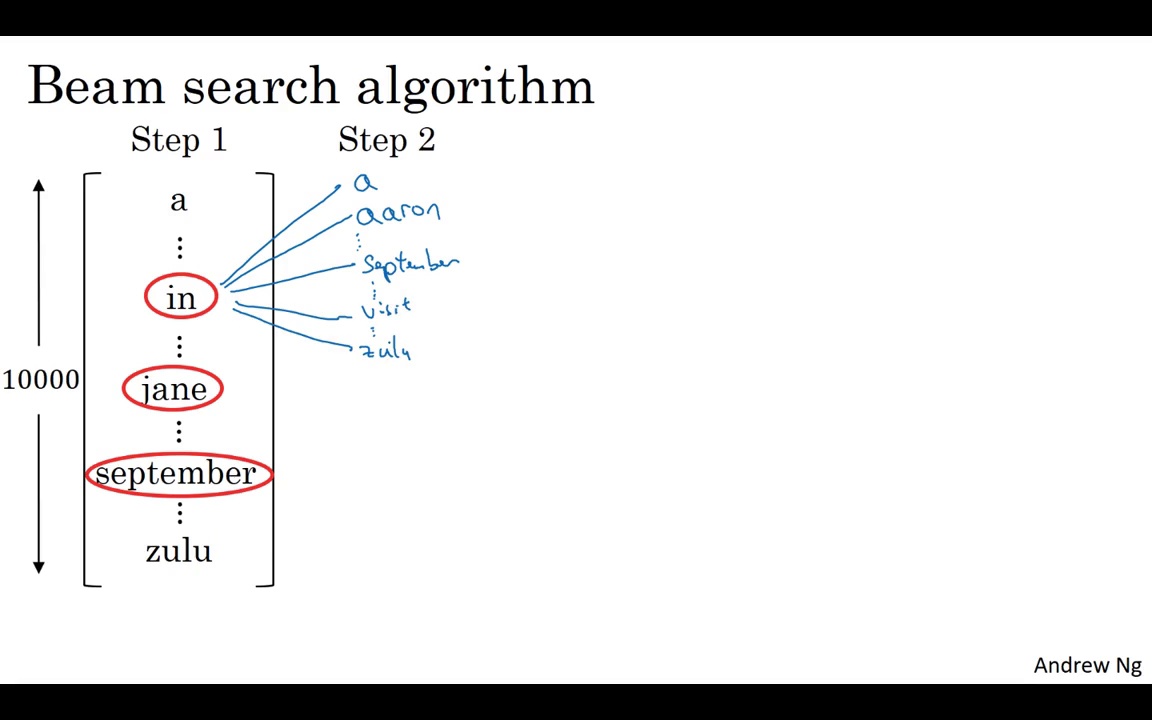 Beam search algorithm
Step 1
Step 2
a
⋮
in
⋮
jane
⋮
september
⋮
zulu
10000
a
aaron
⋮
September
⋮
visit
⋮
zulu
Andrew Ng